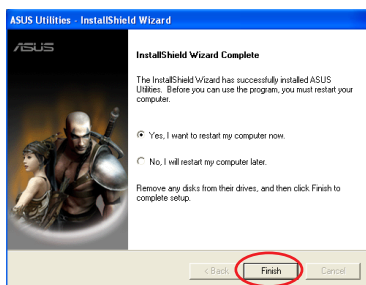 ASUS Utilities - InstallShield Wizard
ASUS
InstallShield Wizard Complete
The InstallShield Wizard has successfully installed ASUS
Utilities. Before you can use the program, you must restart your
computer.
Yes, I want to restart my computer now.
No, I will restart my computer later.
Remove any disks from their drives, and then click Finish to
complete setup.
< Back Finish Cancel